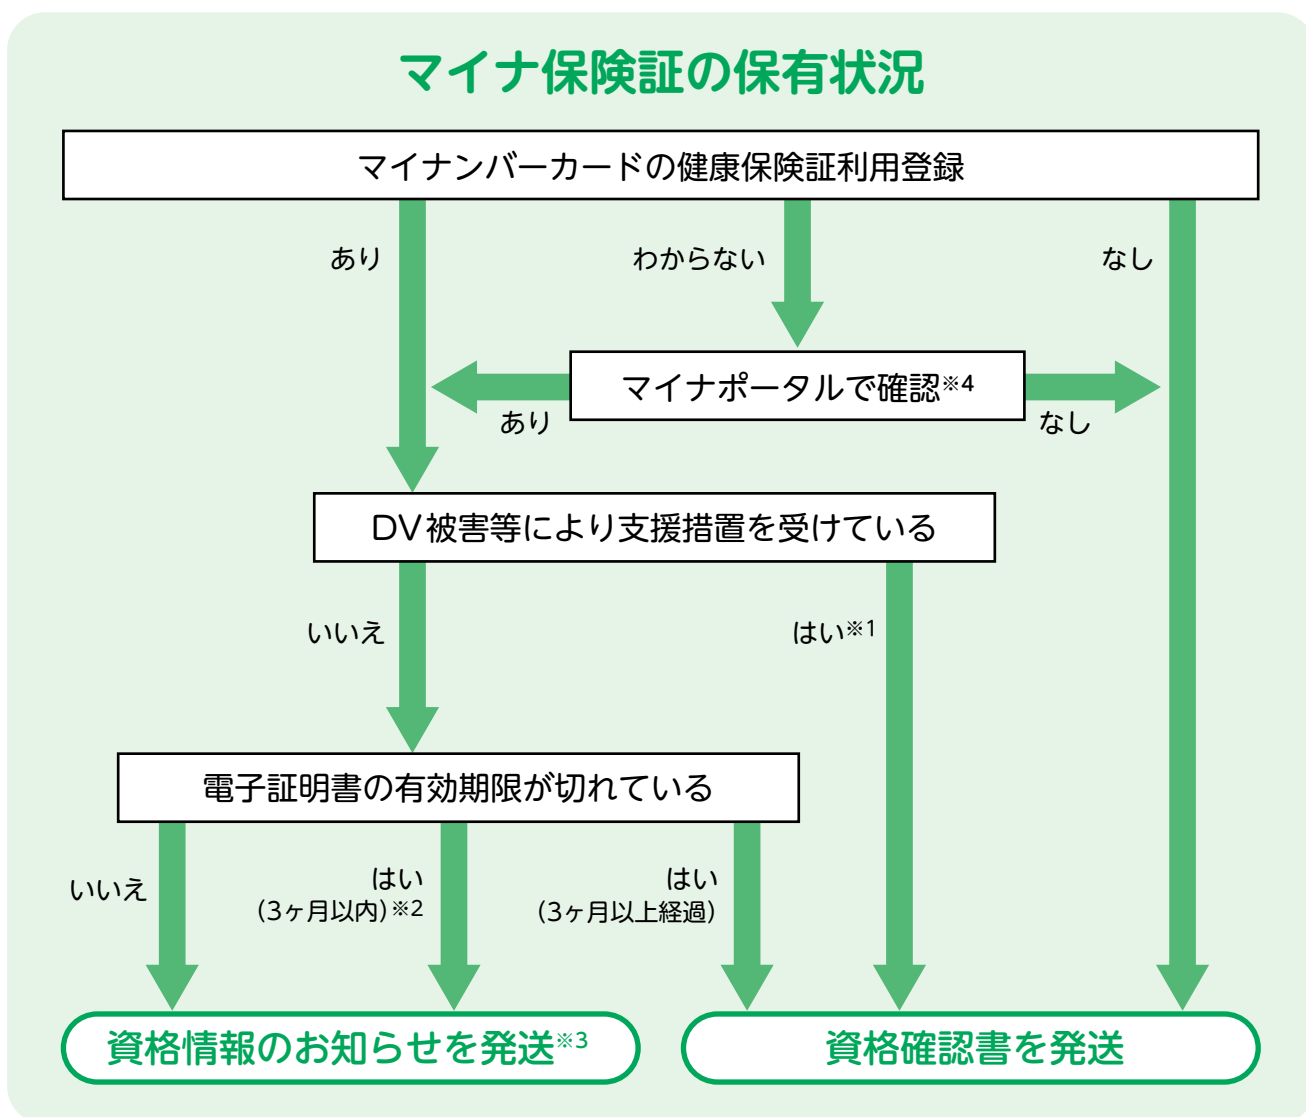 マイナ保険証の保有状況
マイナンバーカードの健康保険証利用登録
あり
わからない
なし
マイナポータルで確認※4
あり
なし
DV被害等により支援措置を受けている
いいえ
はい※1
電子証明書の有効期限が切れている
いいえ
はい
(3ヶ月以内)※2
はい
(3ヶ月以上経過)
資格情報のお知らせを発送※3
資格確認書を発送